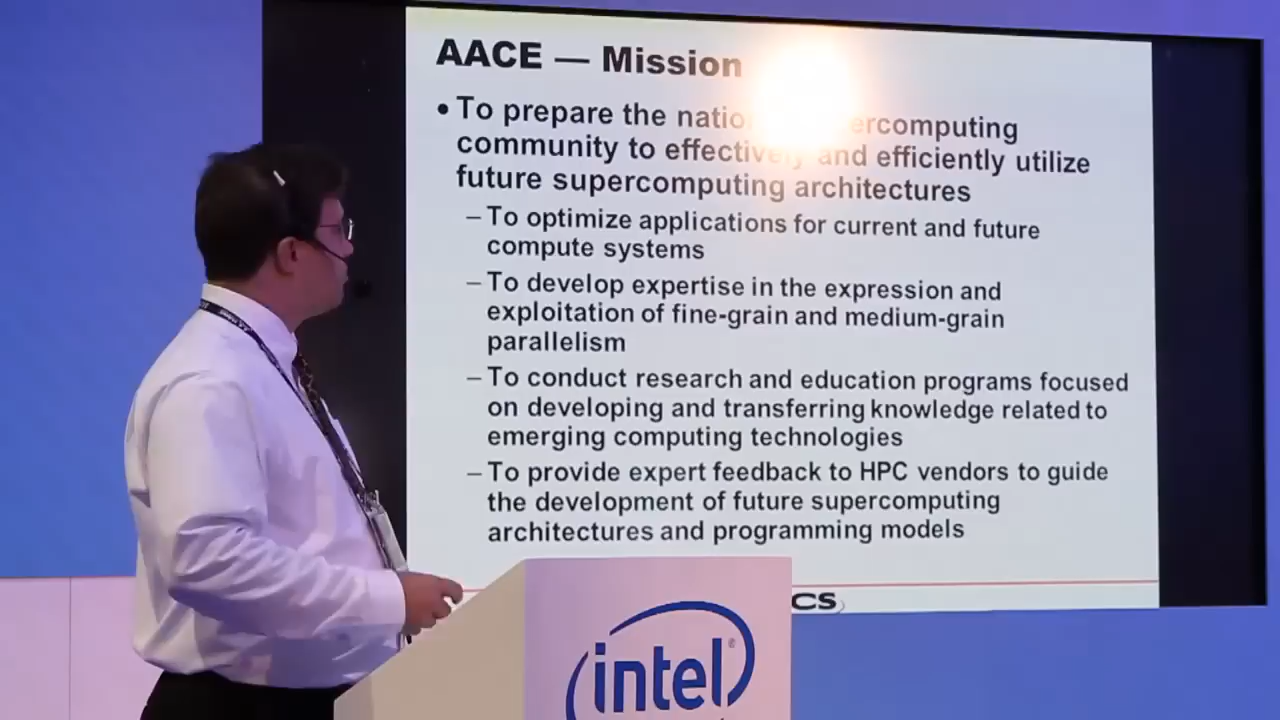 AACE — Mission
• To prepare the ercomputing
community to effectively and efficiently utilize
future supercomputing architectures
– To optimize applications for current and future
compute systems
– To develop expertise in the expression and
exploitation of fine-grain and medium-grain
parallelism
– To conduct research and education programs focused
on developing and transferring knowledge related to
emerging computing technologies
– To provide expert feedback to HPC vendors to guide
the development of future supercomputing
architectures and programming models
CS
intel®